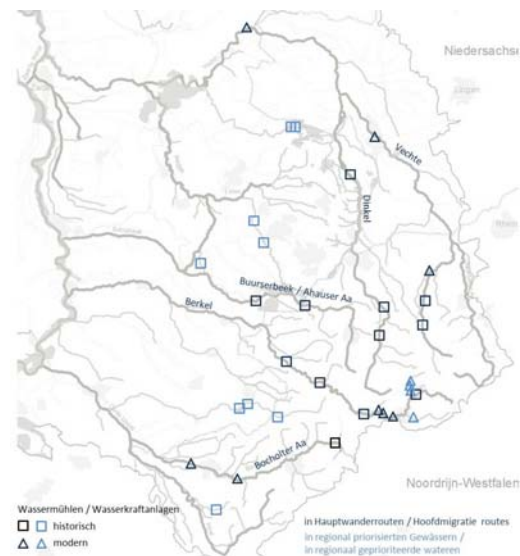 Niedersachse
Vechte
Dinkel
Buurserbeek / Ahauser Aa
Berkel
Bocholter Aa
Noordrijn-Westfalen
Wassermühlen / Wasserkraftanlagen
historisch
modern
in Hauptwanderrouten / Hoofdmigratie routes
in regional priorisierten Gewässern /
in regionaal geprioriteerde wateren